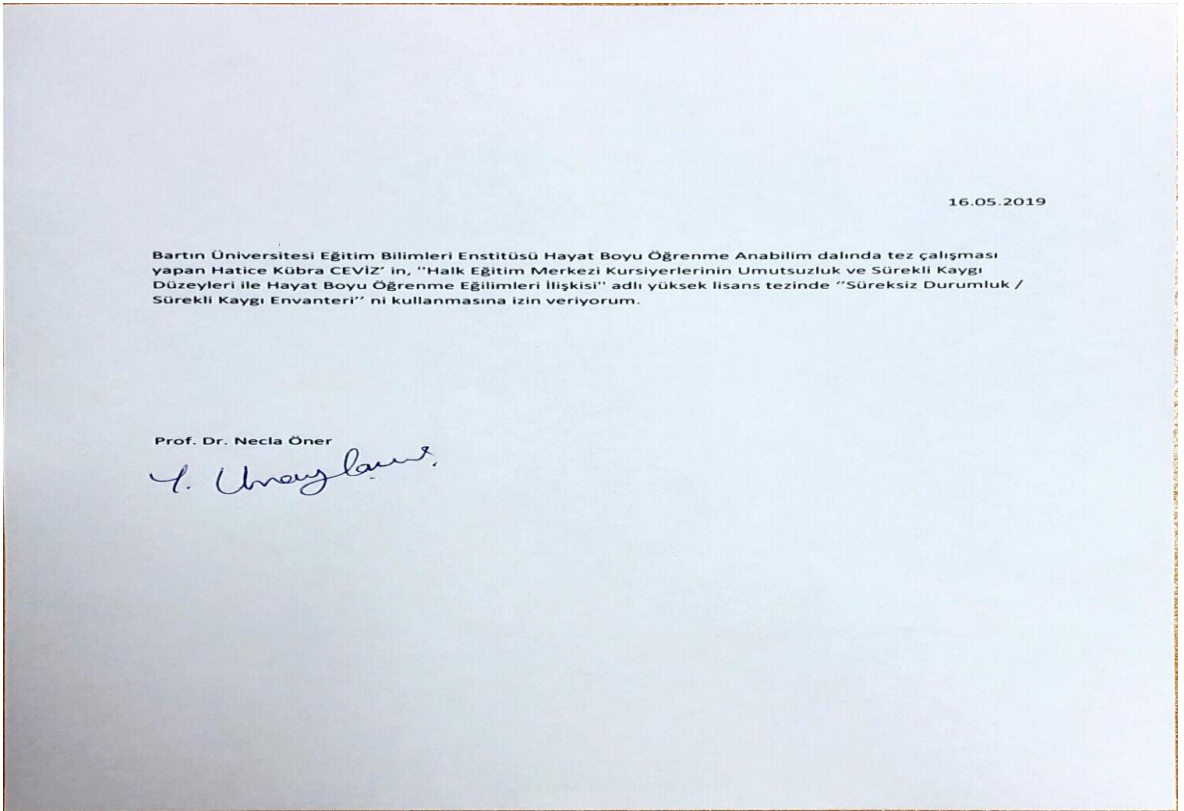 16.05.2019
Bartın Üniversitesi Eğitim Bilimleri Enstitüsü Hayat Boyu Öğrenme Anabilim dalında tez çalışması
yapan Hatice Kübra CEVİZ’ in, ''Halk Eğitim Merkezi Kursiyerlerinin Umutsuzluk ve Sürekli Kaygı
Düzeyleri ile Hayat Boyu Öğrenme Eğilimleri İlişkisi'' adlı yüksek lisans tezinde ‘’Süreksiz Durumluk /
Sürekli Kaygı Envanteri’’ ni kullanmasına izin veriyorum.
Prof. Dr. Necla Öner